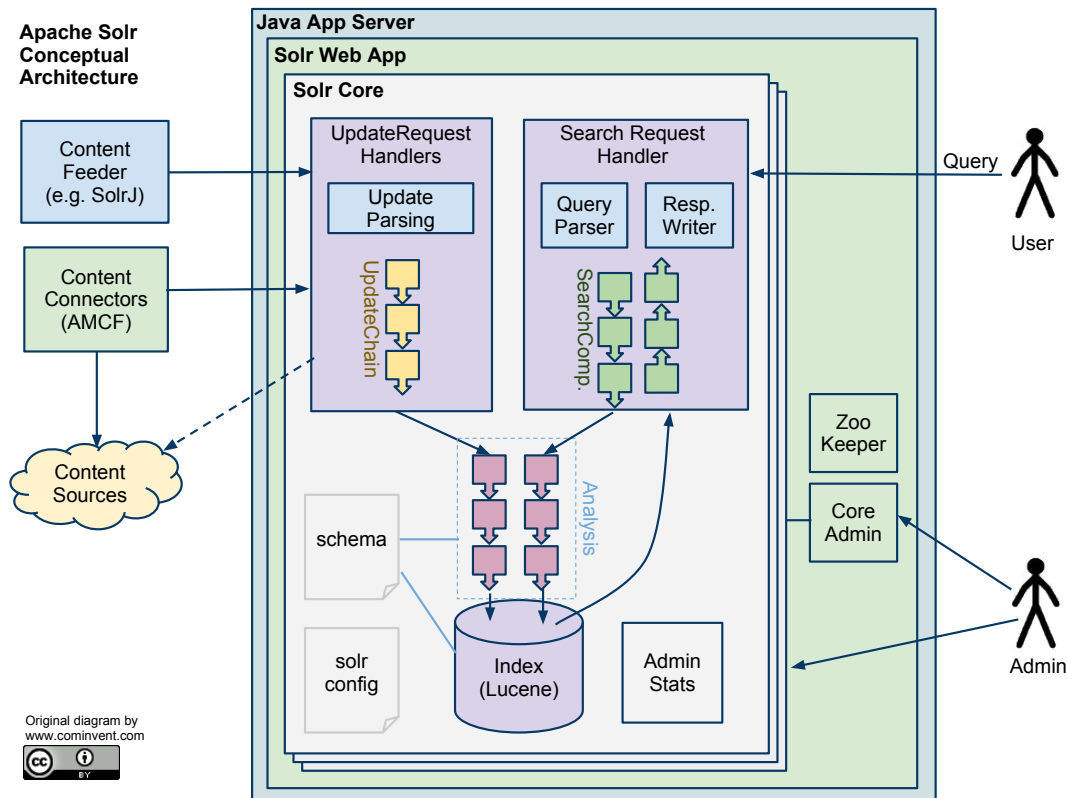 Apache Solr
Conceptual
Architecture
Java App Server
Solr Web App
Solr Core
Content
Feeder
(e.g. SolrJ)
Content
Connectors
(AMCF)
Content
Sources
UpdateRequest
Handlers
Update
Parsing
UpdateChain
Search Request
Handler
Query
Parser
Resp.
Writer
SearchComp.
Query
User
Analysis
schema
solr
config
Index
(Lucene)
Admin
Stats
Zoo
Keeper
Core
Admin
Admin
Original diagram by
www.cominvent.com
cc
BY